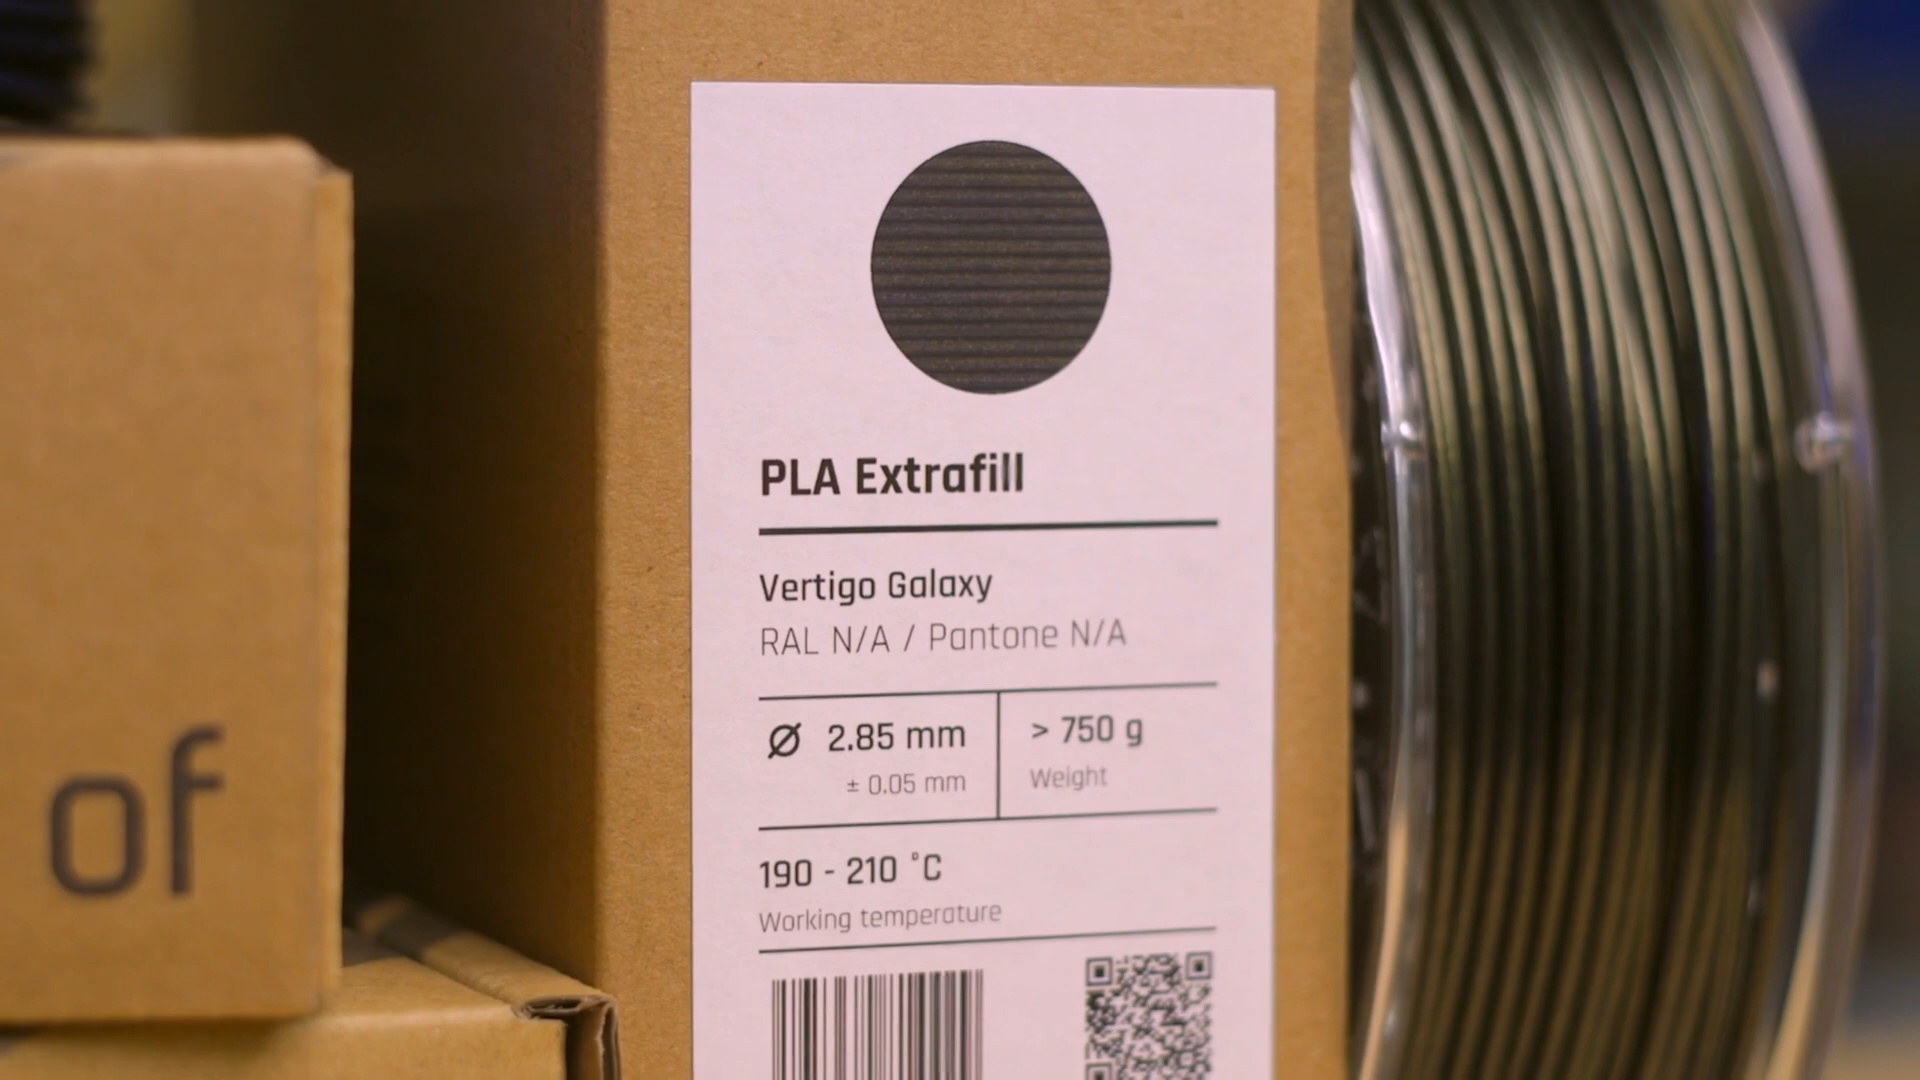 PLA Extrafill
Vertigo Galaxy
RAL N/A / Pantone N/A
Ø 2.85 mm
± 0.05 mm
> 750 g
Weight
190 - 210 °C
Working temperature
of